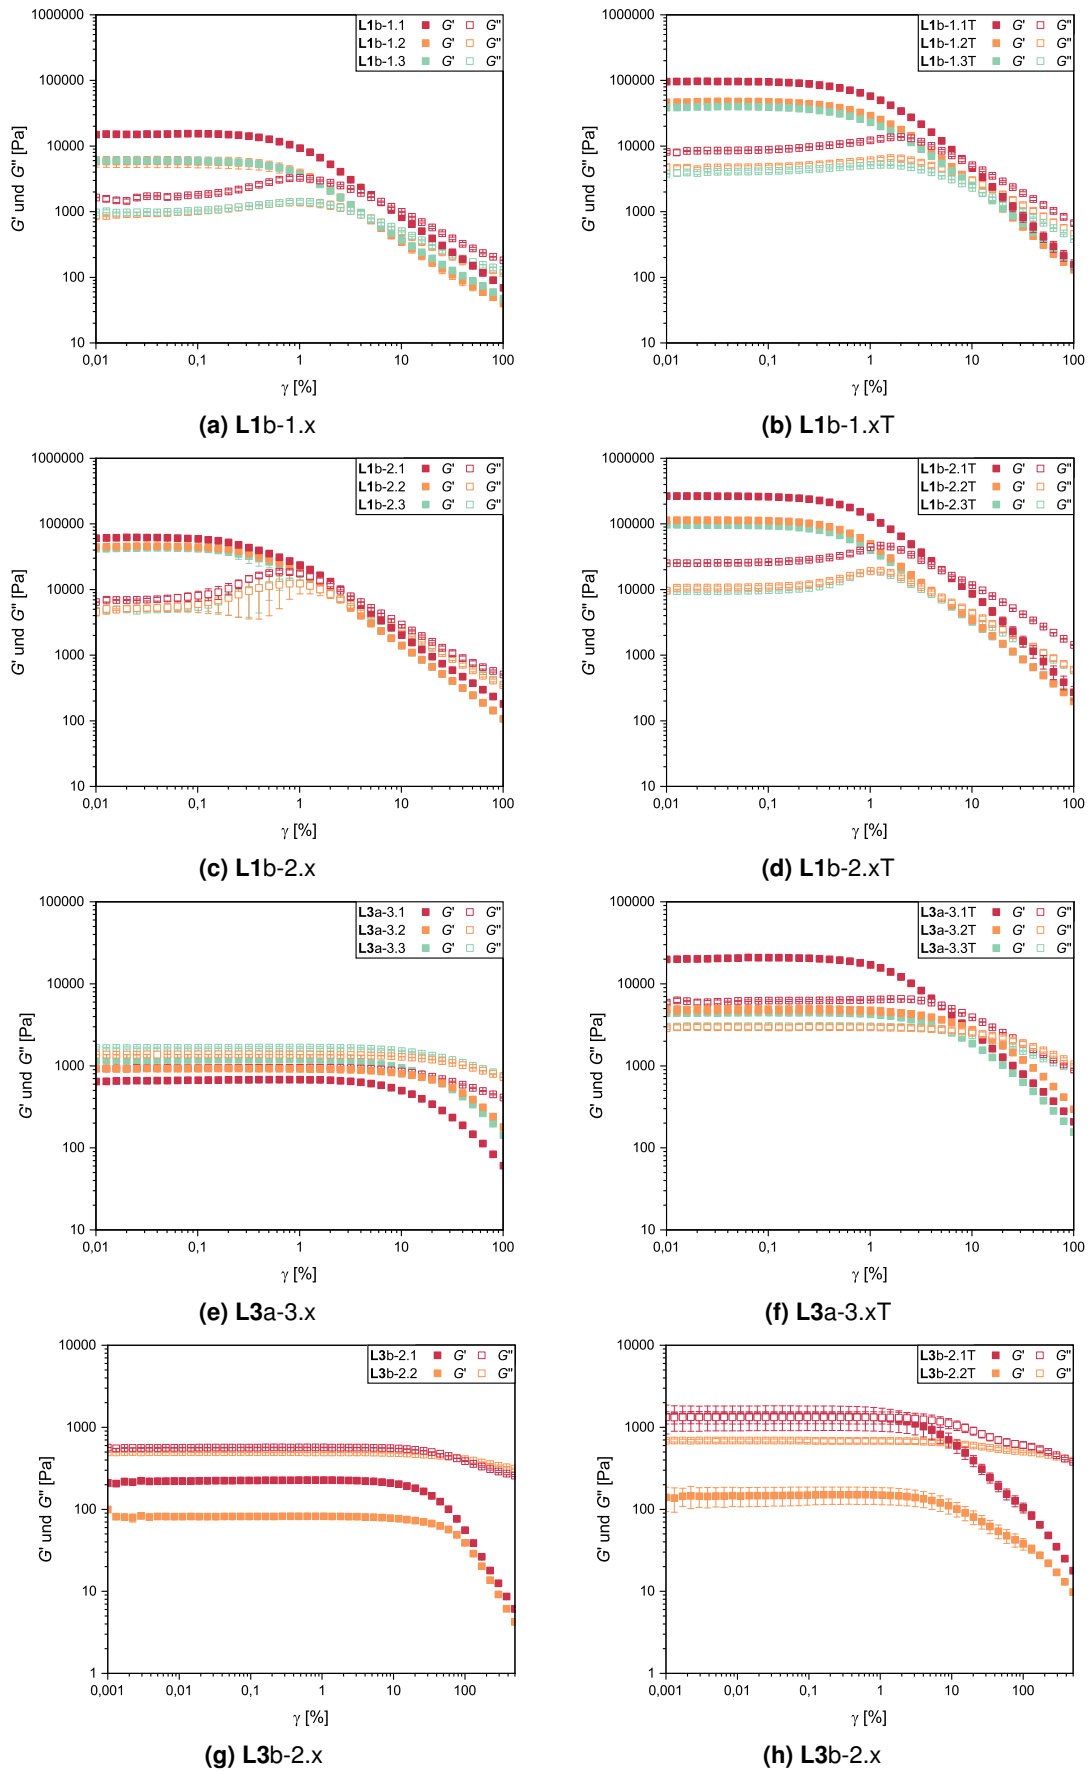 1000000
100000
10000
1000
100
10
G' und G'' [Pa]
L1b-1.1 G' G''
L1b-1.2 G' G''
L1b-1.3 G' G''
0,01 0,1 1 10 100
γ [%]
(a) L1b-1.x
1000000
100000
10000
1000
100
10
G' und G'' [Pa]
L1b-1.1T G' G''
L1b-1.2T G' G''
L1b-1.3T G' G''
0,01 0,1 1 10 100
γ [%]
(b) L1b-1.xT
1000000
100000
10000
1000
100
10
G' und G'' [Pa]
L1b-2.1 G' G''
L1b-2.2 G' G''
L1b-2.3 G' G''
0,01 0,1 1 10 100
γ [%]
(c) L1b-2.x
1000000
100000
10000
1000
100
10
G' und G'' [Pa]
L1b-2.1T G' G''
L1b-2.2T G' G''
L1b-2.3T G' G''
0,01 0,1 1 10 100
γ [%]
(d) L1b-2.xT
100000
10000
1000
100
10
G' und G'' [Pa]
L3a-3.1 G' G''
L3a-3.2 G' G''
L3a-3.3 G' G''
0,01 0,1 1 10 100
γ [%]
(e) L3a-3.x
100000
10000
1000
100
10
G' und G'' [Pa]
L3a-3.1T G' G''
L3a-3.2T G' G''
L3a-3.3T G' G''
0,01 0,1 1 10 100
γ [%]
(f) L3a-3.xT
10000
1000
100
10
1
G' und G'' [Pa]
L3b-2.1 G' G''
L3b-2.2 G' G''
0,001 0,01 0,1 1 10 100
γ [%]
(g) L3b-2.x
10000
1000
100
10
1
G' und G'' [Pa]
L3b-2.1T G' G''
L3b-2.2T G' G''
0,001 0,01 0,1 1 10 100
γ [%]
(h) L3b-2.x